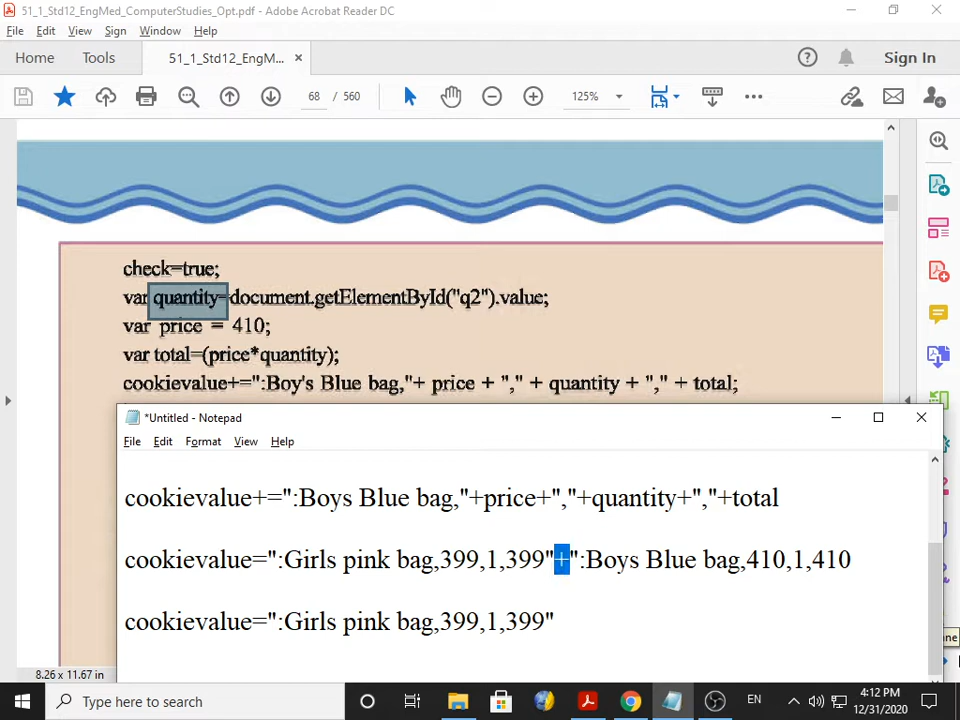 51_1_Std12_EngMed_ComputerStudies_Opt.pdf - Adobe Acrobat Reader DC
File Edit View Sign Window Help
Home Tools 51_1_Std12_EngM... × Sign In
68 / 560 125%
check=true;
var quantity=document.getElementById("q2").value;
var price = 410;
var total=(price*quantity);
cookievalue+=":Boy's Blue bag,"+ price + "," + quantity + "," + total;
*Untitled - Notepad
File Edit Format View Help
cookievalue+=":Boys Blue bag,"+price+","+quantity+","+total
cookievalue=":Girls pink bag,399,1,399"+":Boys Blue bag,410,1,410
cookievalue=":Girls pink bag,399,1,399"
ne
8.26 x 11.67 in
Type here to search
EN
4:12 PM
12/31/2020